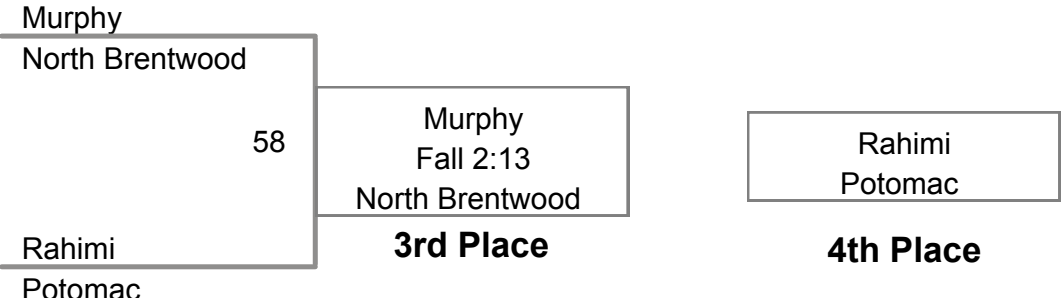 Murphy
North Brentwood
58
Murphy
Fall 2:13
North Brentwood
3rd Place
Rahimi
Potomac
Rahimi
Potomac
4th Place